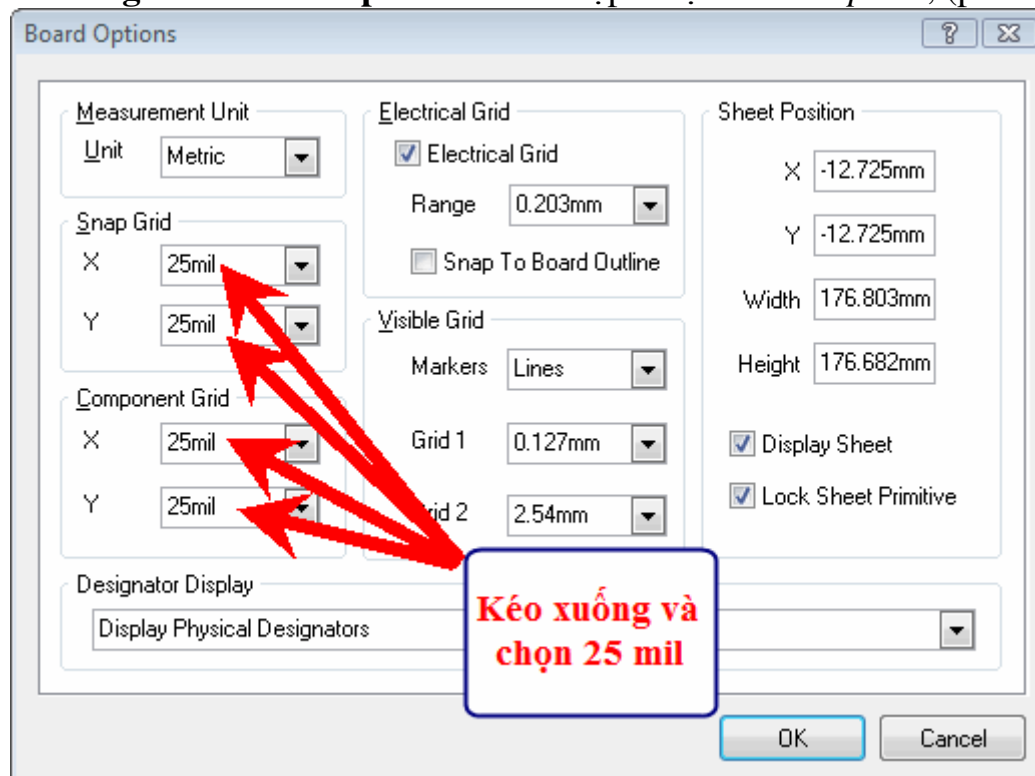 Board Options
Measurement Unit
Unit Metric
Snap Grid
X 25mil
Y 25mil
Component Grid
X 25mil
Y 25mil
Electrical Grid
Electrical Grid
Range 0.203mm
Snap To Board Outline
Visible Grid
Markers Lines
Grid 1 0.127mm
2 2.54mm
Sheet Position
X -12.725mm
Y -12.725mm
Width 176.803mm
Height 176.682mm
Display Sheet
Lock Sheet Primitive
Designator Display
Display Physical Designators
Kéo xuống và
chọn 25 mil
OK Cancel